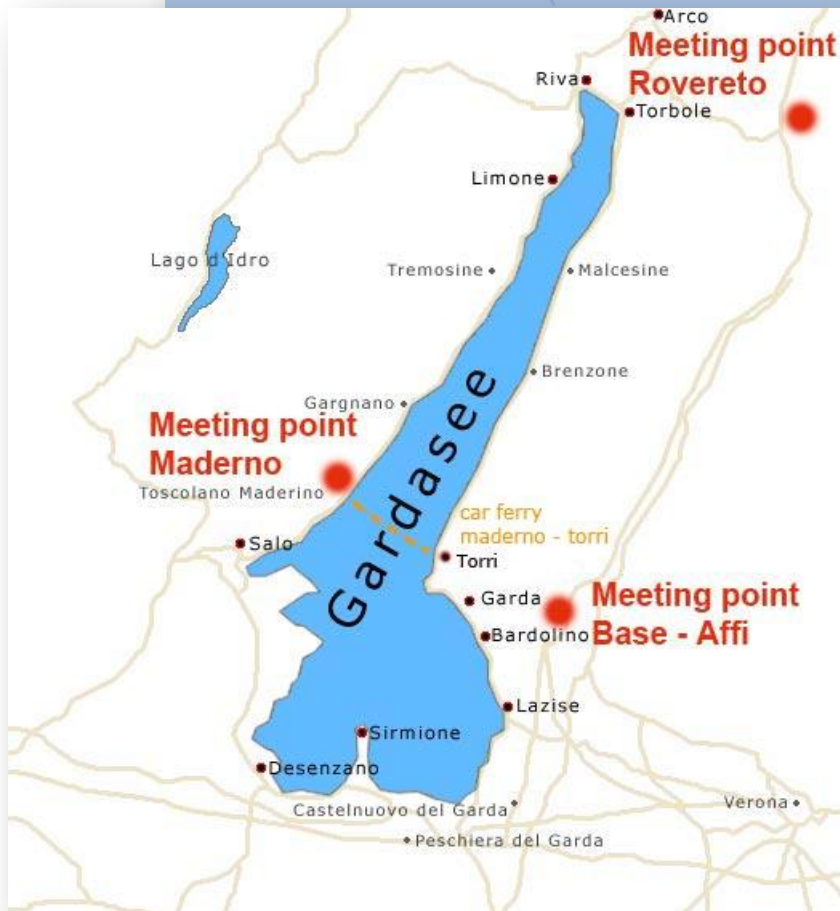 Arco
Meeting point
Rovereto
Riva
Torbole
Limone
Lago d'Idro
Tremosine
Malcesine
Brenzone
Gargnano
Gardasee
Meeting point
Maderno
Toscolano Maderino
car ferry
maderno - torri
Salo
Torri
Garda
Meeting point
Base - Affi
Bardolino
Lazise
Sirmione
Desenzano
Castelnuovo del Garda
Verona
Peschiera del Garda